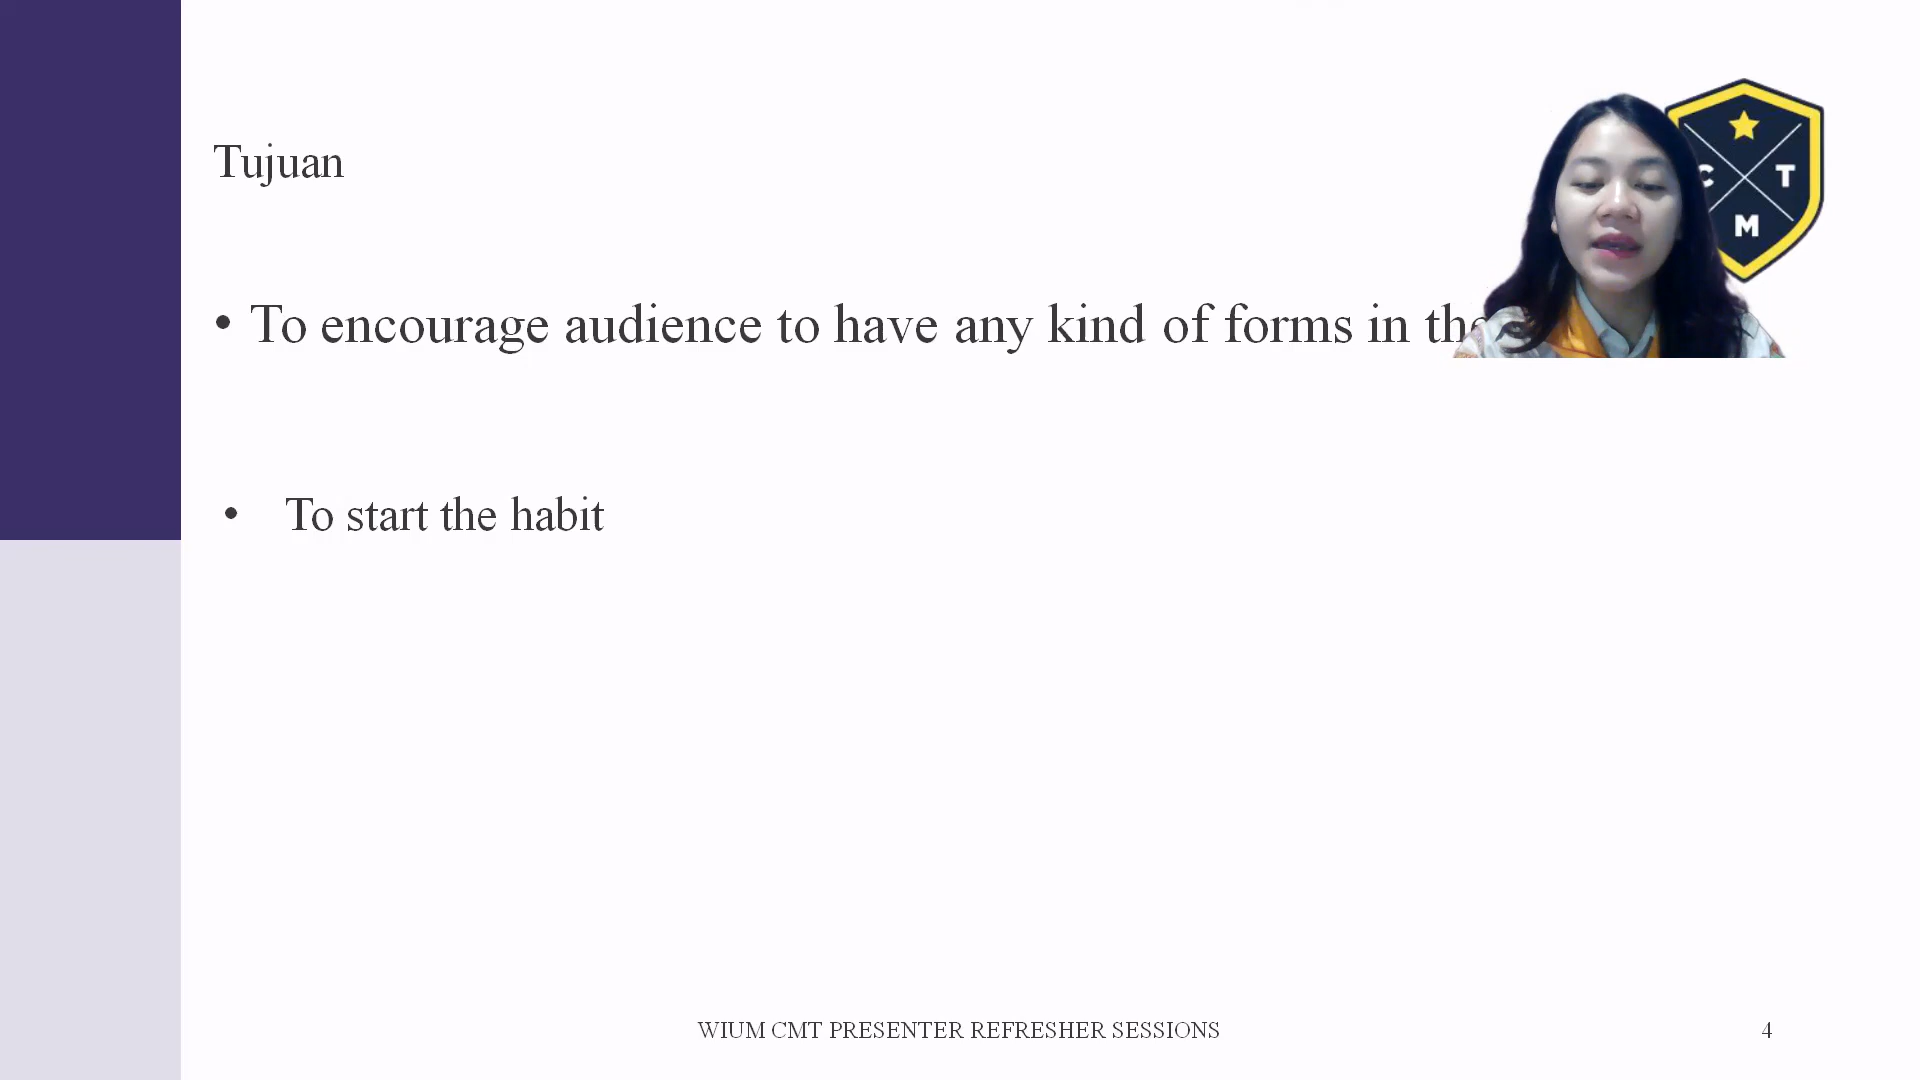 Tujuan
C T
M
• To encourage audience to have any kind of forms in
• To start the habit
WIUM CMT PRESENTER REFRESHER SESSIONS
4